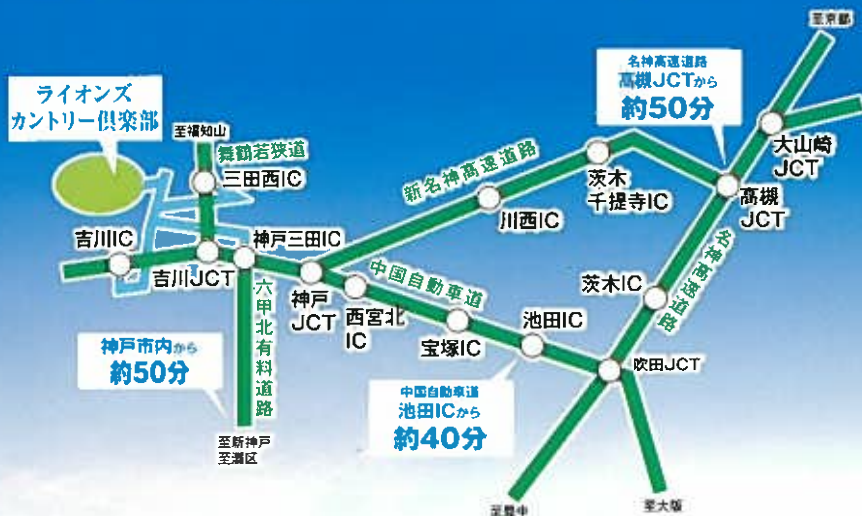 至京都
名神高速道路
高槻JCTから
約50分
ライオンズ
カントリー倶楽部
至福知山
舞鶴若狭道
三田西IC
新名神高速道路
茨木
千提寺IC
大山崎
JCT
川西IC
高槻
JCT
吉川IC
吉川JCT
神戸三田IC
神戸
JCT
中国自動車道
西宮北
IC
宝塚IC
池田IC
茨木IC
名神高速道路
六甲北有料道路
吹田JCT
神戸市内から
約50分
中国自動車道
池田ICから
約40分
至新神戸
至灘区
至豊中
至大阪